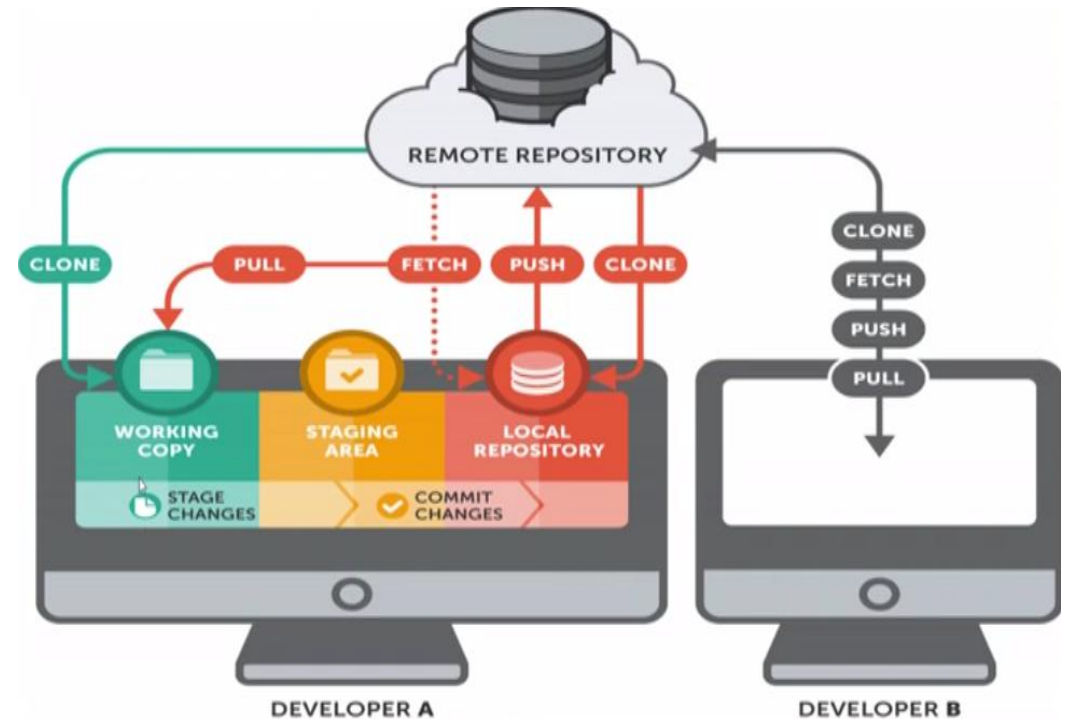 REMOTE REPOSITORY
CLONE
PULL
FETCH
PUSH
CLONE
CLONE
FETCH
PUSH
PULL
WORKING
COPY
STAGING
AREA
LOCAL
REPOSITORY
STAGE
CHANGES
COMMIT
CHANGES
DEVELOPER A
DEVELOPER B